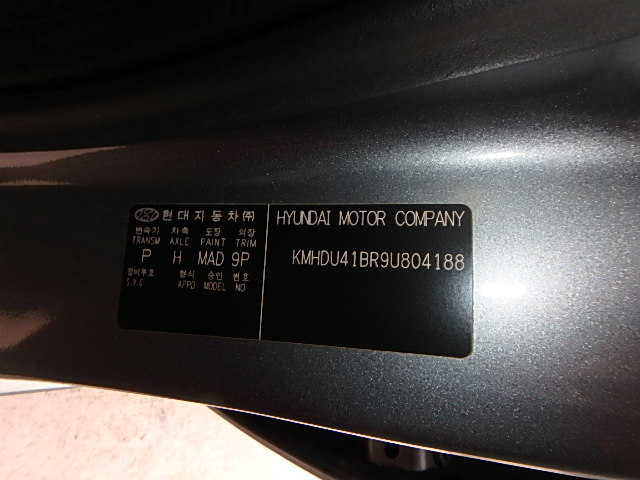 현대자동차㈜
변속기 차축 도장 의장
TRANSM AXLE PAINT TRIM
P H MAD 9P
장비부호 형식 승인 번호
S.V.C APPD MODEL NO
HYUNDAI MOTOR COMPANY
KMHDU41BR9U804188